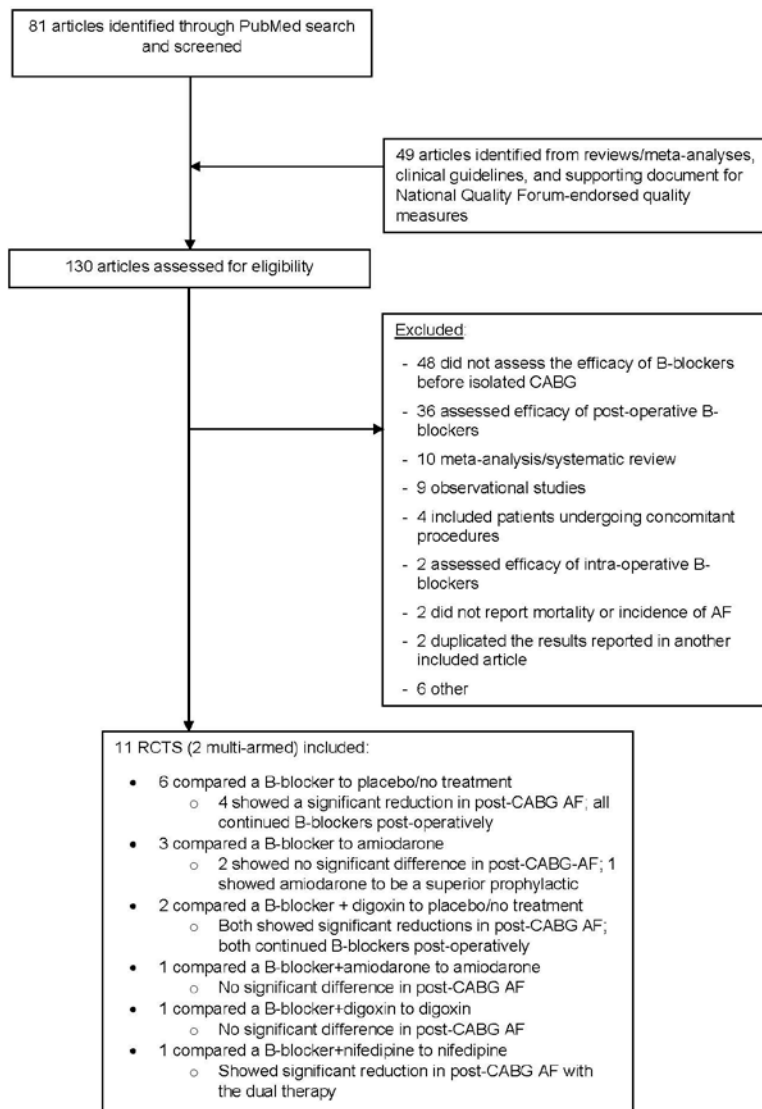 81 articles identified through PubMed search
and screened
49 articles identified from reviews/meta-analyses,
clinical guidelines, and supporting document for
National Quality Forum-endorsed quality
measures
130 articles assessed for eligibility
Excluded:
- 48 did not assess the efficacy of B-blockers
before isolated CABG
- 36 assessed efficacy of post-operative B-
blockers
- 10 meta-analysis/systematic review
- 9 observational studies
- 4 included patients undergoing concomitant
procedures
- 2 assessed efficacy of intra-operative B-
blockers
- 2 did not report mortality or incidence of AF
- 2 duplicated the results reported in another
included article
- 6 other
11 RCTS (2 multi-armed) included:
• 6 compared a B-blocker to placebo/no treatment
o 4 showed a significant reduction in post-CABG AF; all
continued B-blockers post-operatively
• 3 compared a B-blocker to amiodarone
o 2 showed no significant difference in post-CABG-AF; 1
showed amiodarone to be a superior prophylactic
• 2 compared a B-blocker + digoxin to placebo/no treatment
o Both showed significant reductions in post-CABG AF;
both continued B-blockers post-operatively
• 1 compared a B-blocker+amiodarone to amiodarone
o No significant difference in post-CABG AF
• 1 compared a B-blocker+digoxin to digoxin
o No significant difference in post-CABG AF
• 1 compared a B-blocker+nifedipine to nifedipine
o Showed significant reduction in post-CABG AF with
the dual therapy